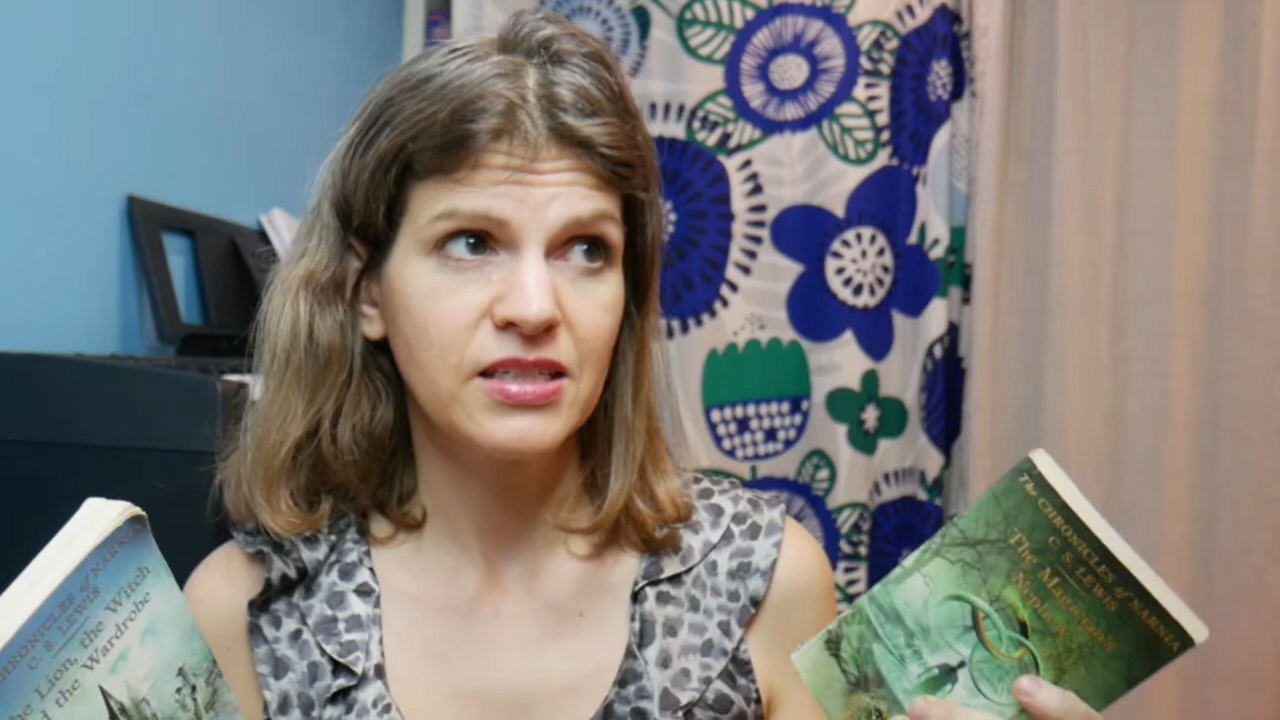 CHRONICLES of NARNIA
C. S. LEWIS
The Lion, the Witch
and the Wardrobe
The CHRONICLES of NARNIA
C. S. LEWIS
The Magician's
Nephew